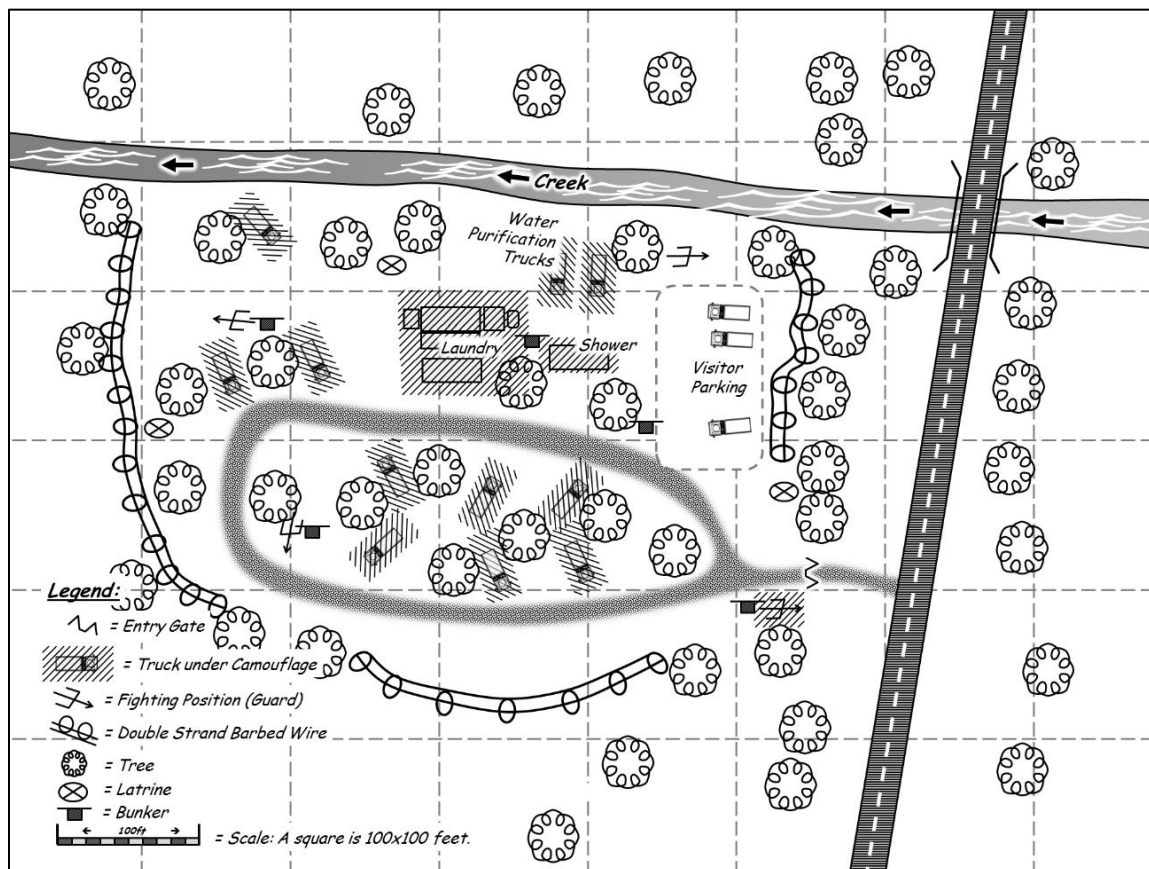 Creek
Water
Purification
Trucks
Laundry
Shower
Visitor
Parking
Legend:
= Entry Gate
= Truck under Camouflage
= Fighting Position (Guard)
= Double Strand Barbed Wire
= Tree
= Latrine
= Bunker
100ft
= Scale: A square is 100x100 feet.